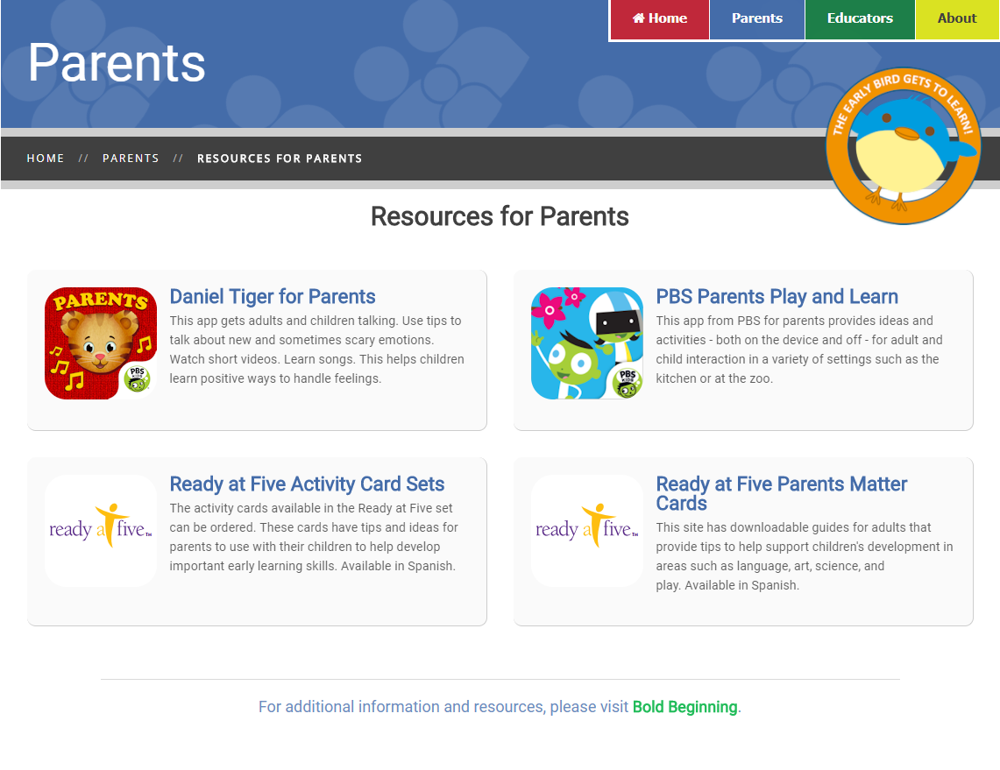 Home
Parents
Educators
About
Parents
THE EARLY BIRD GETS TO LEARN!
HOME // PARENTS // RESOURCES FOR PARENTS
Resources for Parents
PARENTS
PBS
KIDS
Daniel Tiger for Parents
This app gets adults and children talking. Use tips to
talk about new and sometimes scary emotions.
Watch short videos. Learn songs. This helps children
learn positive ways to handle feelings.
PBS
KIDS
PBS Parents Play and Learn
This app from PBS for parents provides ideas and
activities - both on the device and off - for adult and
child interaction in a variety of settings such as the
kitchen or at the zoo.
ready at five™
Ready at Five Activity Card Sets
The activity cards available in the Ready at Five set
can be ordered. These cards have tips and ideas for
parents to use with their children to help develop
important early learning skills. Available in Spanish.
ready at five™
Ready at Five Parents Matter
Cards
This site has downloadable guides for adults that
provide tips to help support children's development in
areas such as language, art, science, and
play. Available in Spanish.
For additional information and resources, please visit Bold Beginning.